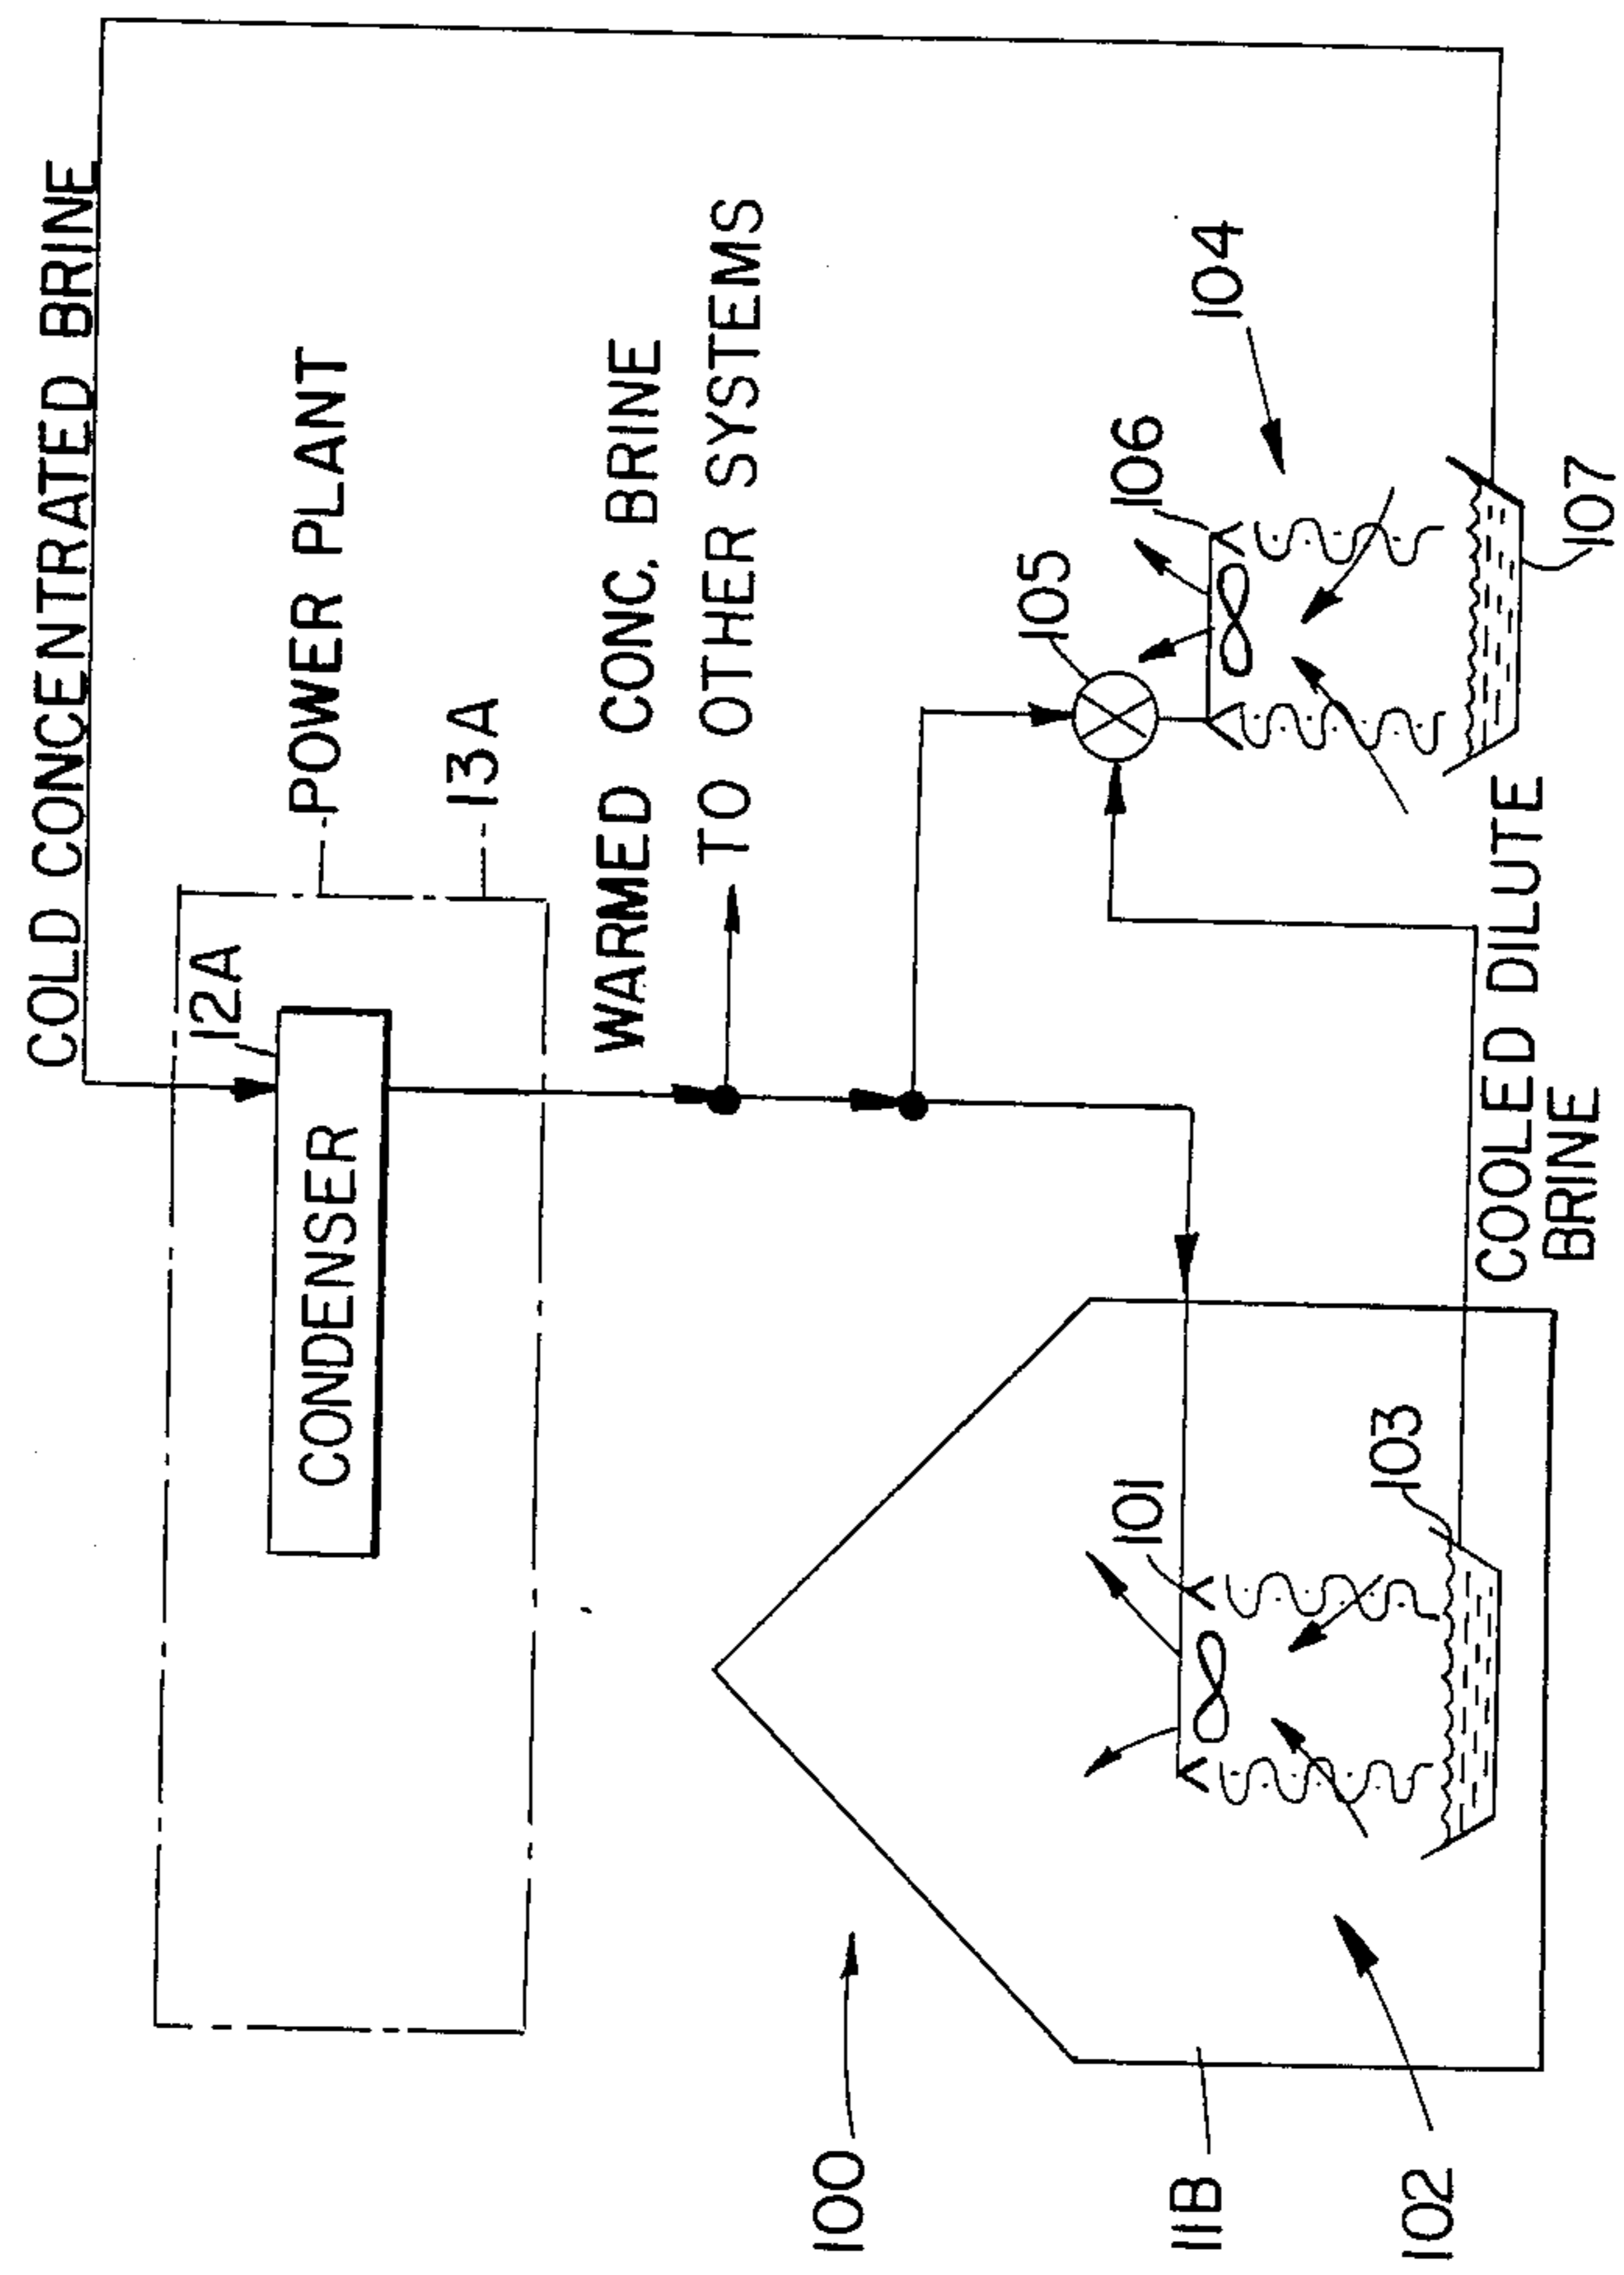 COLD CONCENTRATED BRINE
POWER PLANT
12A
13A
CONDENSER
WARMED CONC. BRINE
TO OTHER SYSTEMS
100
11B
102
101
103
105
106
104
107
COOLED DILUTE
BRINE